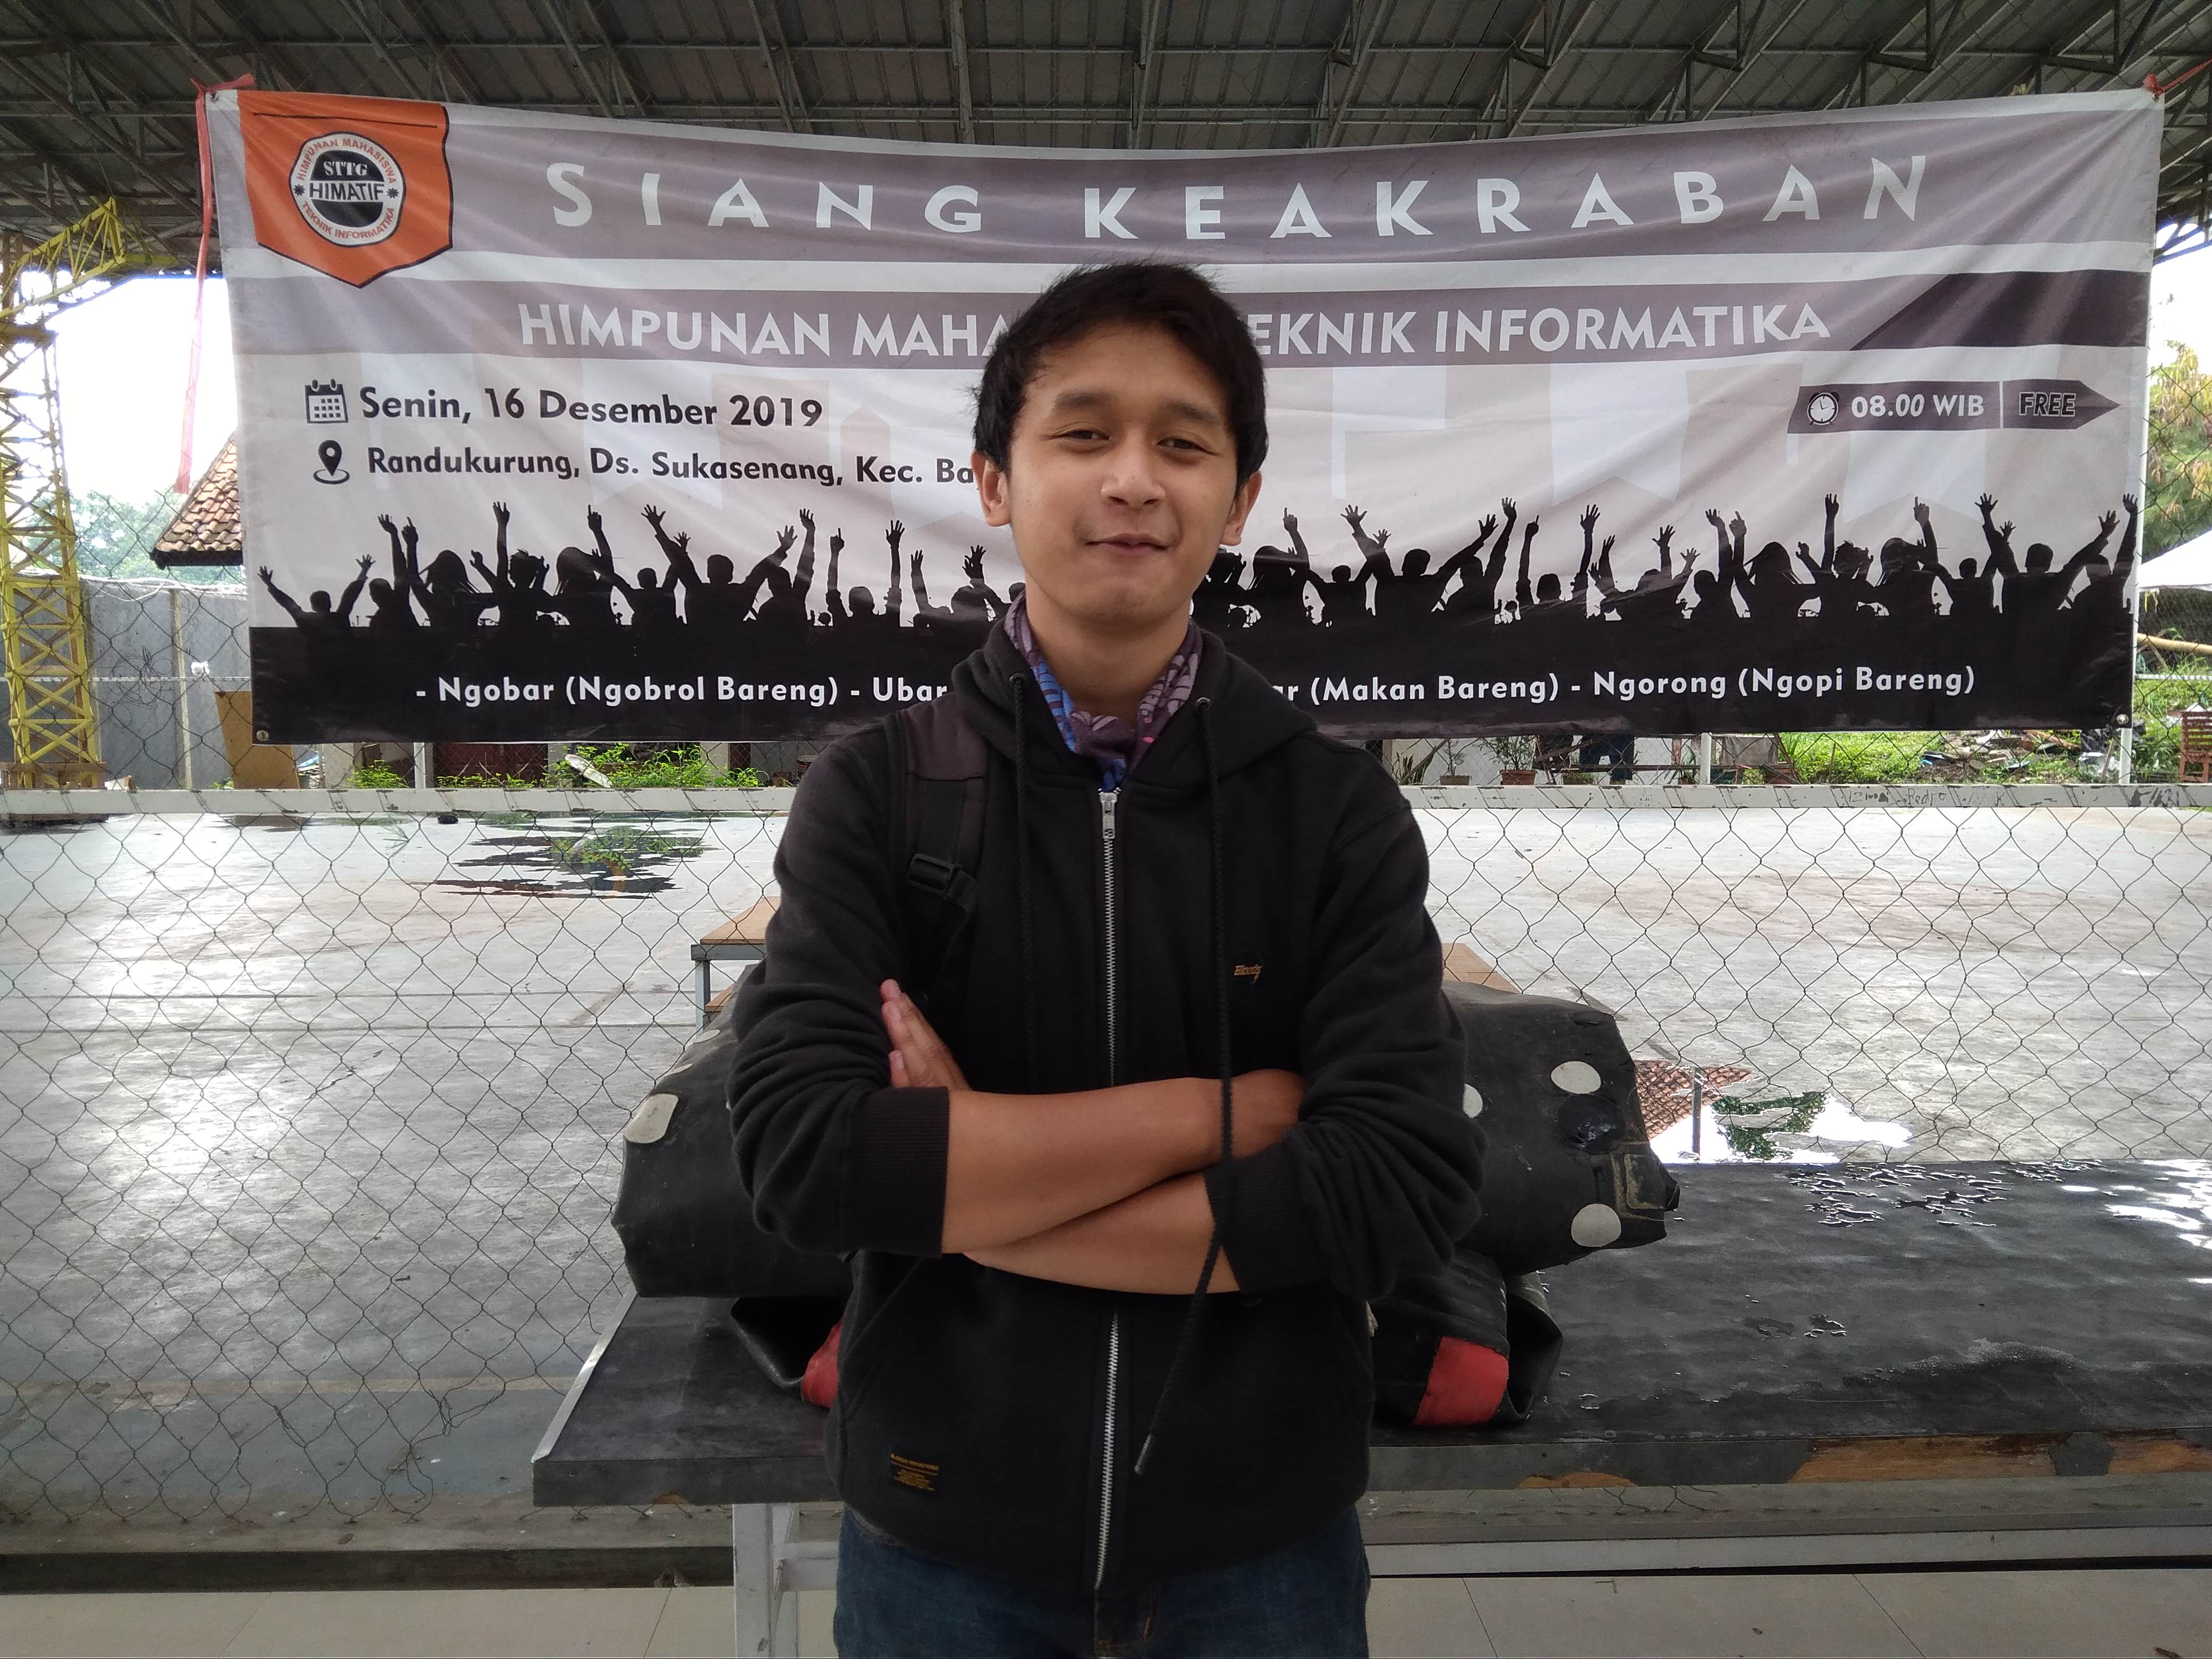 HIMPUNAN MAHASISWA
STTG
HIMATIF
TEKNIK INFORMATIKA
SIANG KEAKRABAN
HIMPUNAN MAHA EKNIK INFORMATIKA
Senin, 16 Desember 2019
08.00 WIB FREE
Randukurung, Ds. Sukasenang, Kec. Ba
- Ngobar (Ngobrol Bareng) - Ubar ar (Makan Bareng) - Ngorong (Ngopi Bareng)